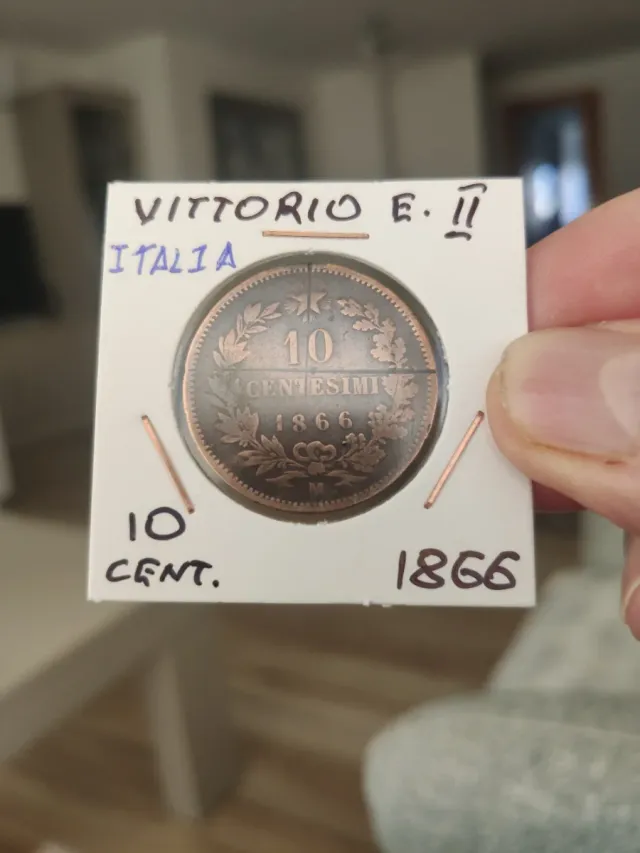 VITTORIO E. II
ITALIA
10
CENTESIMI
1866
M
10
CENT.
1866